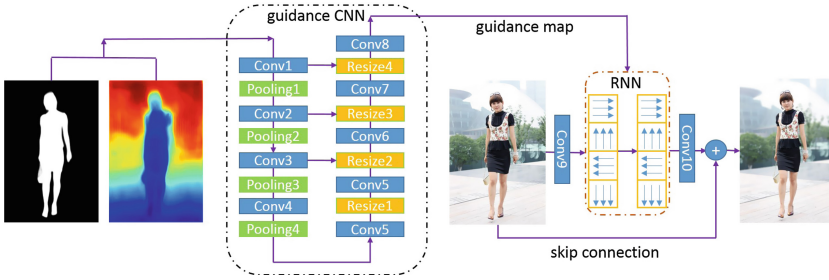 guidance CNN
guidance map
Conv8
Conv1
Resize4
Pooling1
Conv7
Conv2
Resize3
Pooling2
Conv6
Conv3
Resize2
Pooling3
Conv5
Conv4
Resize1
Pooling4
Conv5
RNN
Conv9
Conv10
+
skip connection